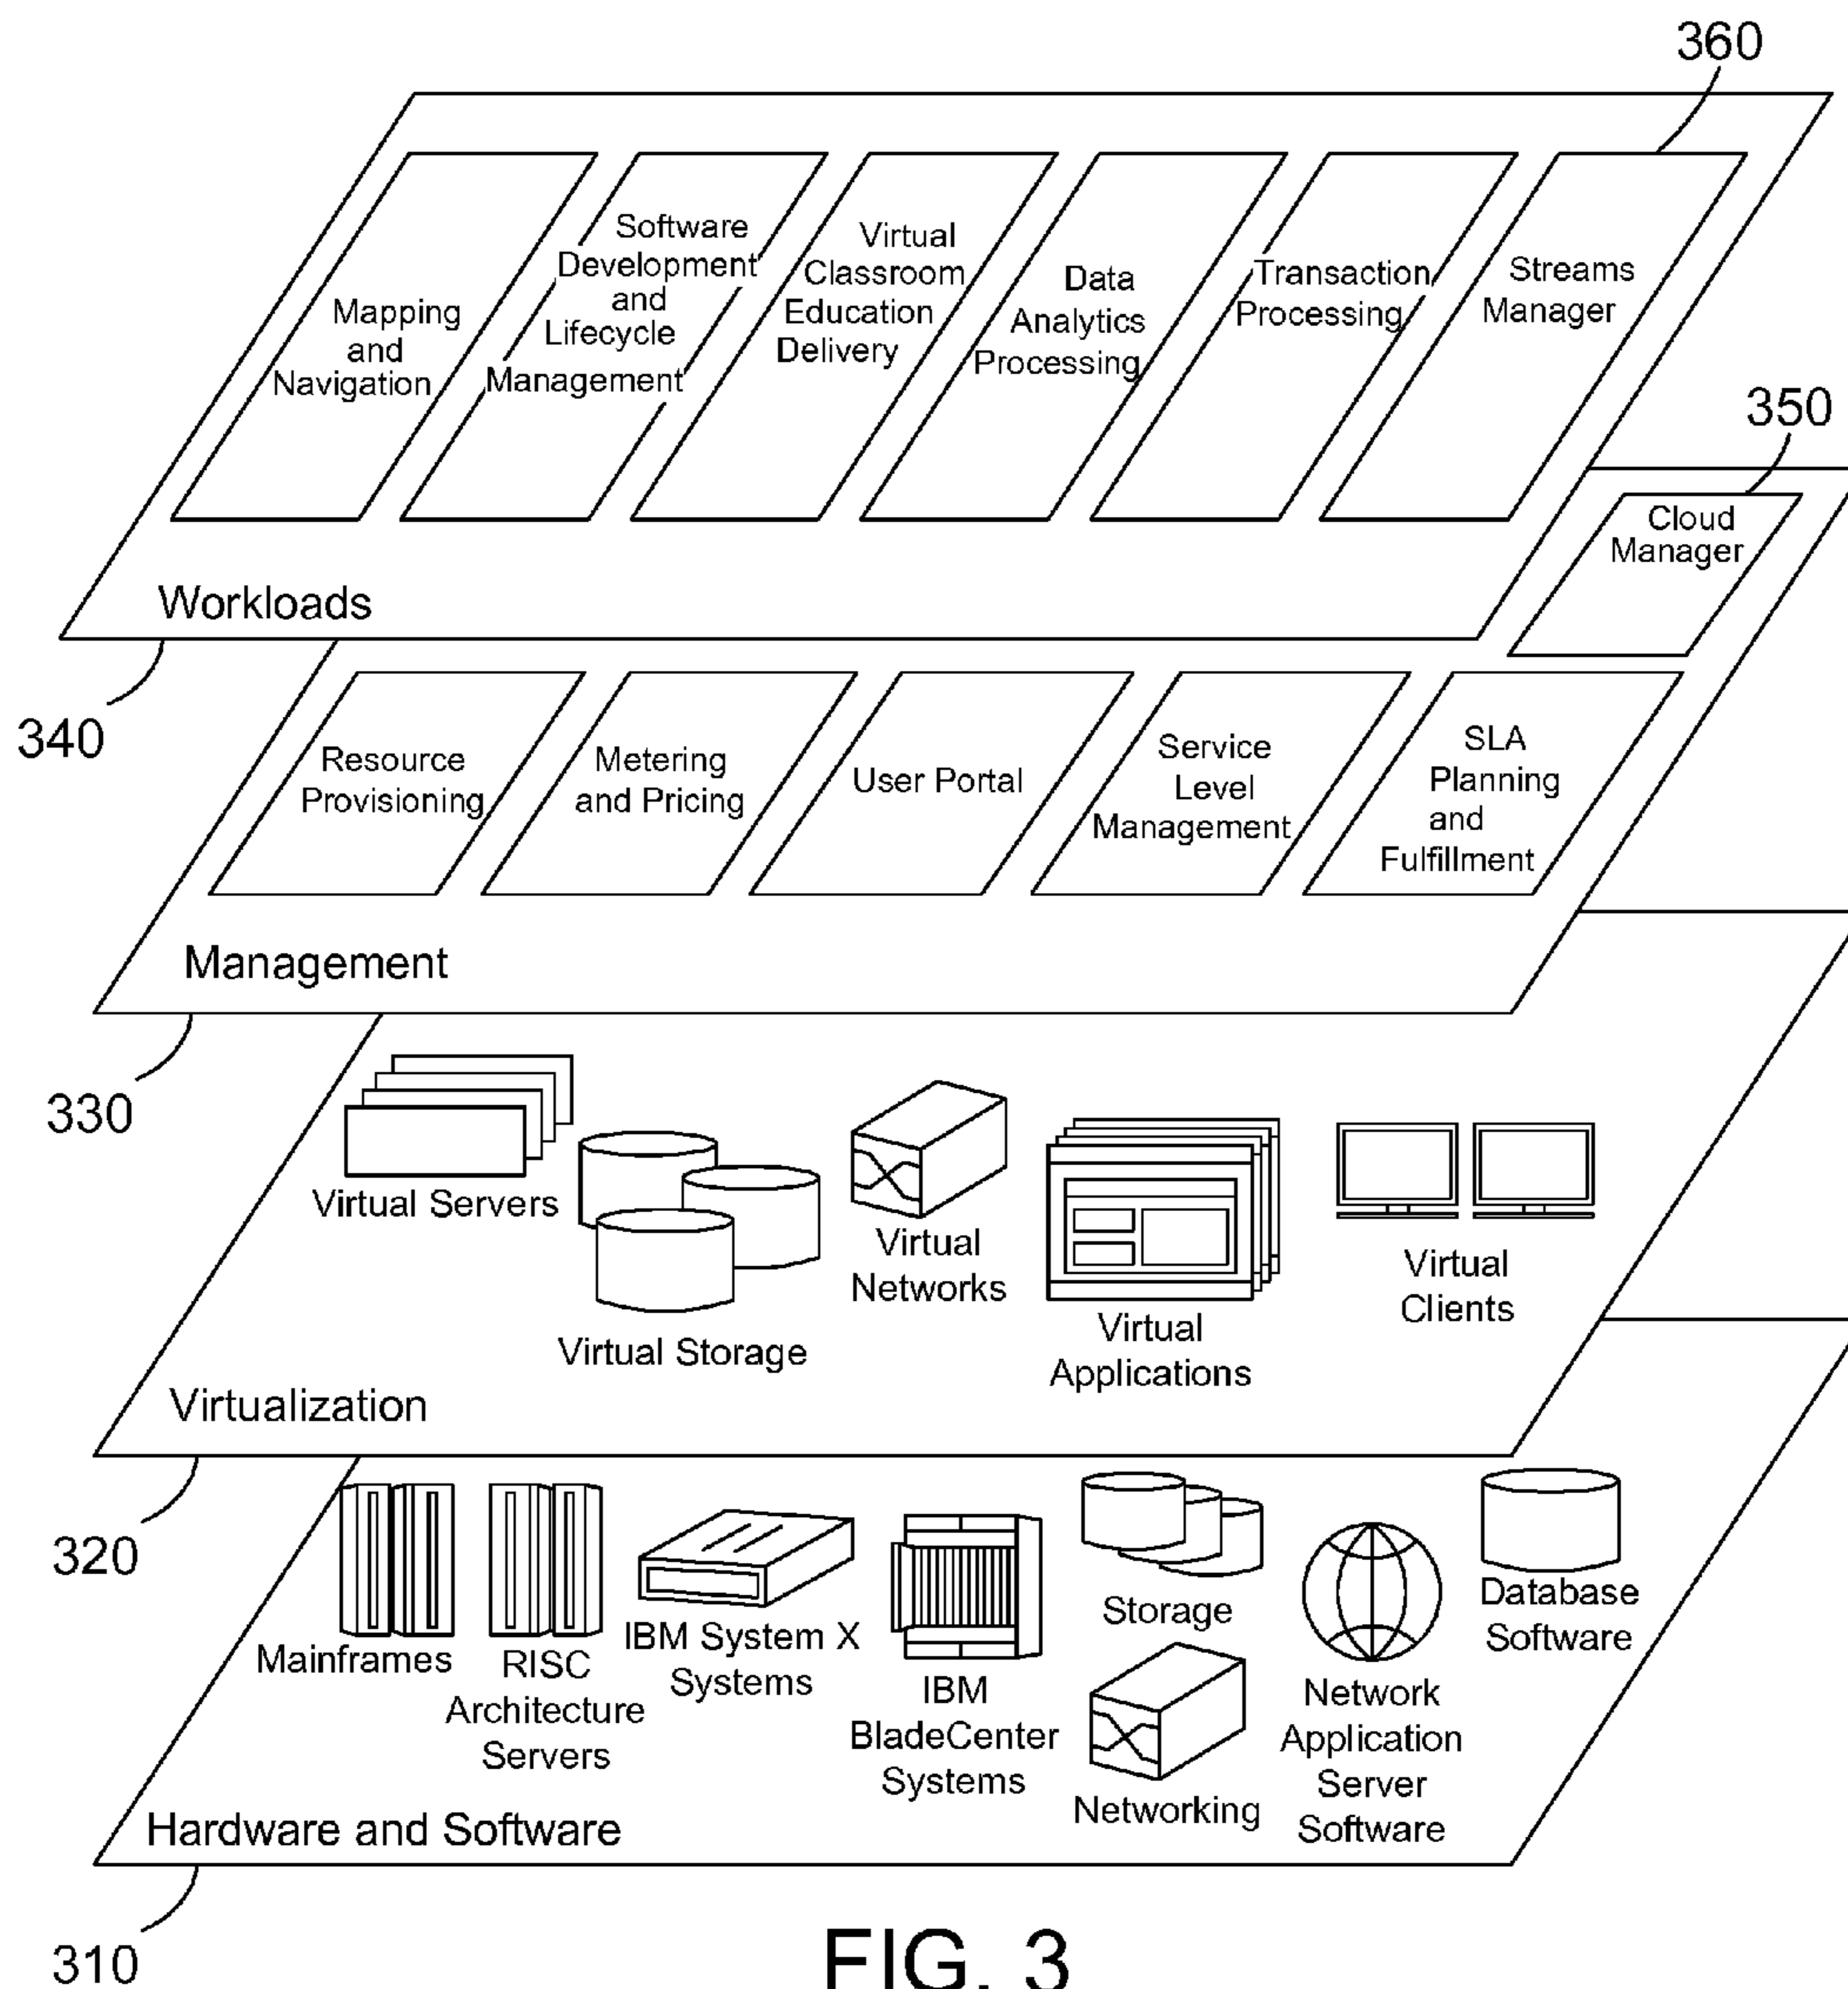 360
Mapping
and
Navigation
Software
Development
and
Lifecycle
Management
Virtual
Classroom
Education
Delivery
Data
Analytics
Processing
Transaction
Processing
Streams
Manager
Workloads
340
350
Cloud
Manager
Resource
Provisioning
Metering
and Pricing
User Portal
Service
Level
Management
SLA
Planning
and
Fulfillment
Management
330
Virtual Servers
Virtual Storage
Virtual
Networks
Virtual
Applications
Virtual
Clients
Virtualization
320
Mainframes
RISC
Architecture
Servers
IBM System X
Systems
IBM
BladeCenter
Systems
Storage
Networking
Network
Application
Server
Software
Database
Software
Hardware and Software
310
FIG. 3